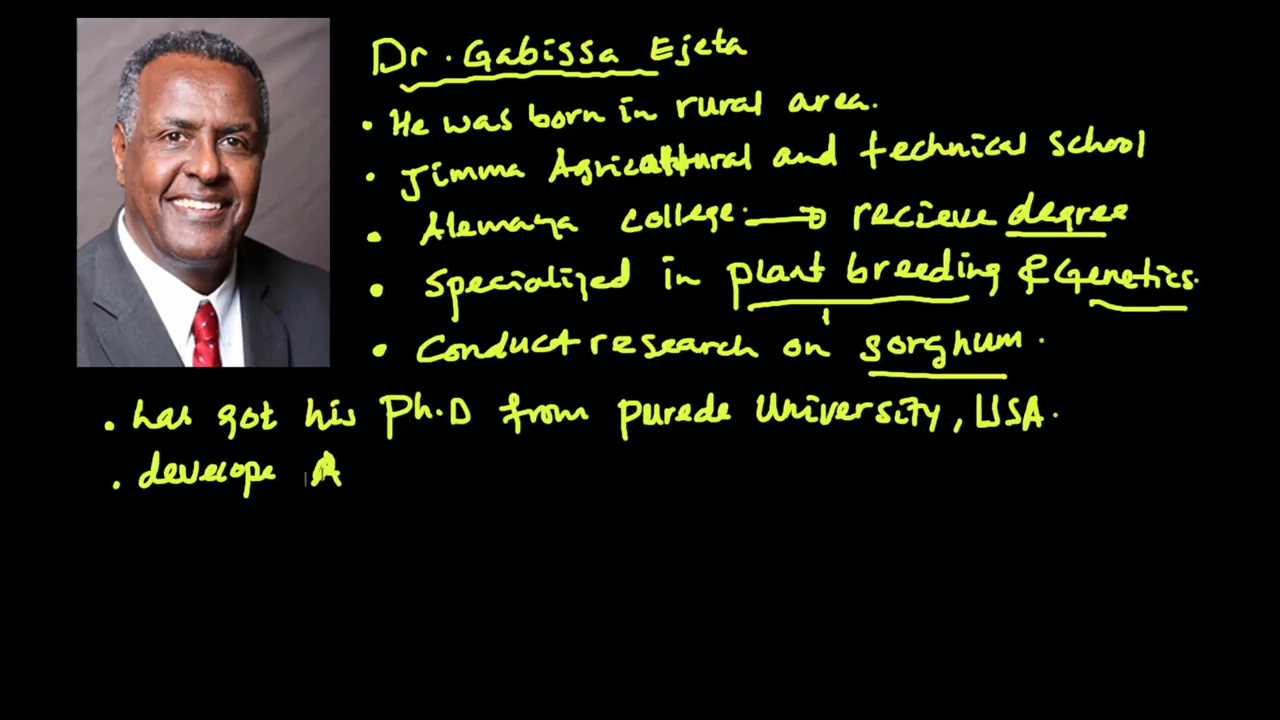 Dr. Gabissa Ejeta
• He was born in rural area.
• Jimma Agricultural and technical school
• Alemaya college. → recieve degree
• Specialized in plant breeding & Genetics.
• Conduct research on sorghum.
• has got his Ph.D from purede University, USA.
• develope A